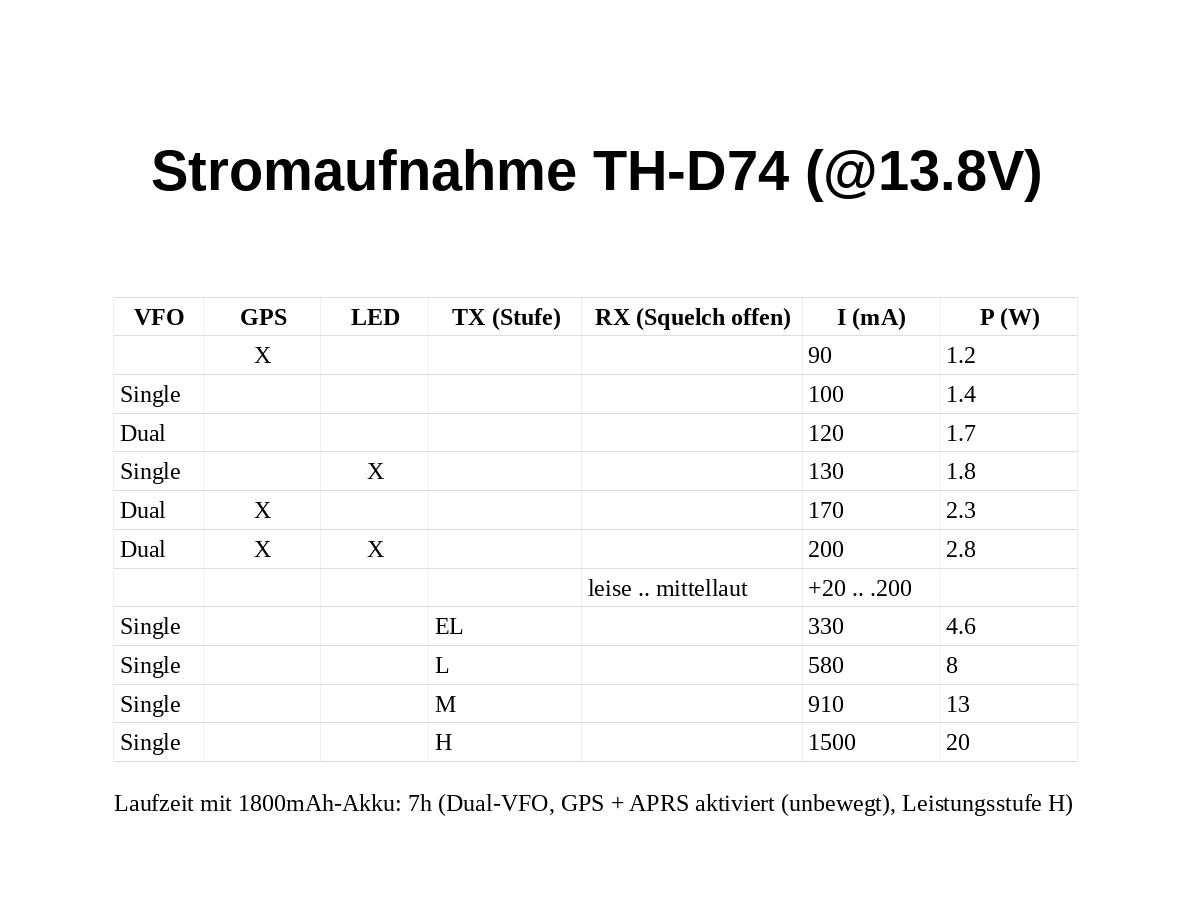 Stromaufnahme TH-D74 (@13.8V)
VFO GPS LED TX (Stufe) RX (Squelch offen) I (mA) P (W)
X 90 1.2
Single 100 1.4
Dual 120 1.7
Single X 130 1.8
Dual X 170 2.3
Dual X X 200 2.8
leise .. mittellaut +20 .. .200
Single EL 330 4.6
Single L 580 8
Single M 910 13
Single H 1500 20
Laufzeit mit 1800mAh-Akku: 7h (Dual-VFO, GPS + APRS aktiviert (unbewegt), Leistungsstufe H)